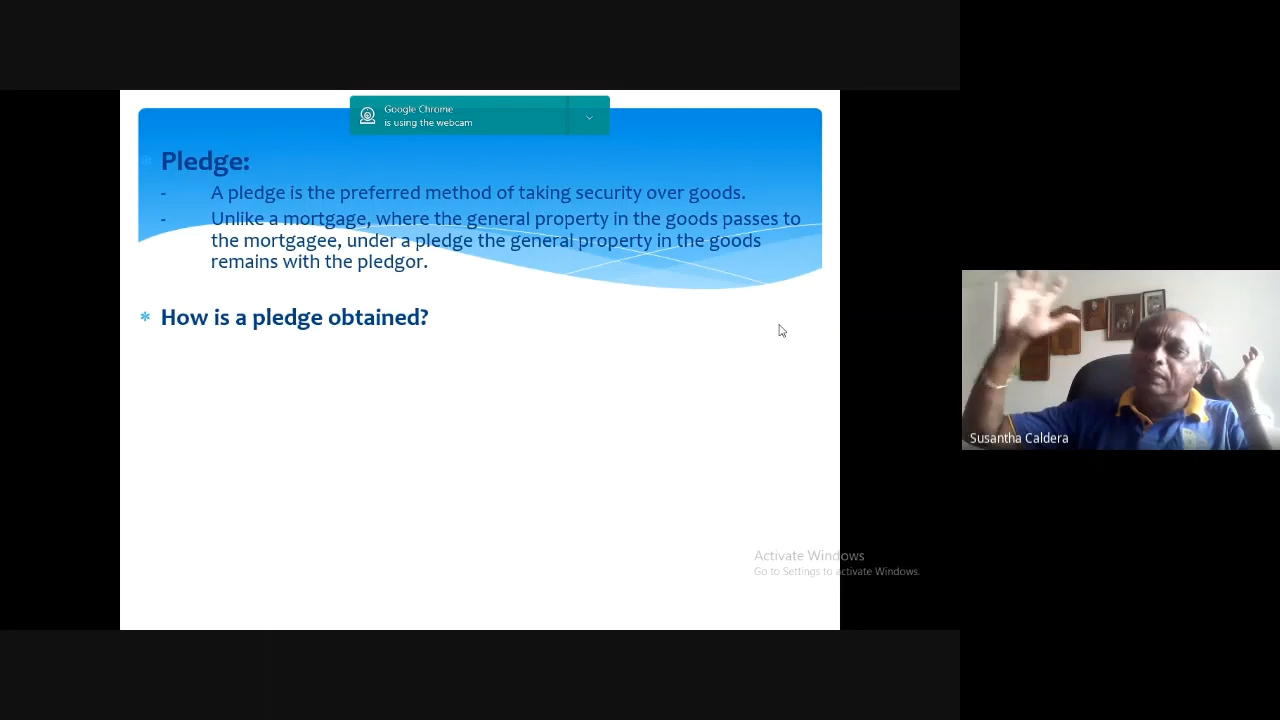 Google Chrome
is using the webcam
* Pledge:
- A pledge is the preferred method of taking security over goods.
- Unlike a mortgage, where the general property in the goods passes to
the mortgagee, under a pledge the general property in the goods
remains with the pledgor.
* How is a pledge obtained?
Susantha Caldera
Activate Windows
Go to Settings to activate Windows.